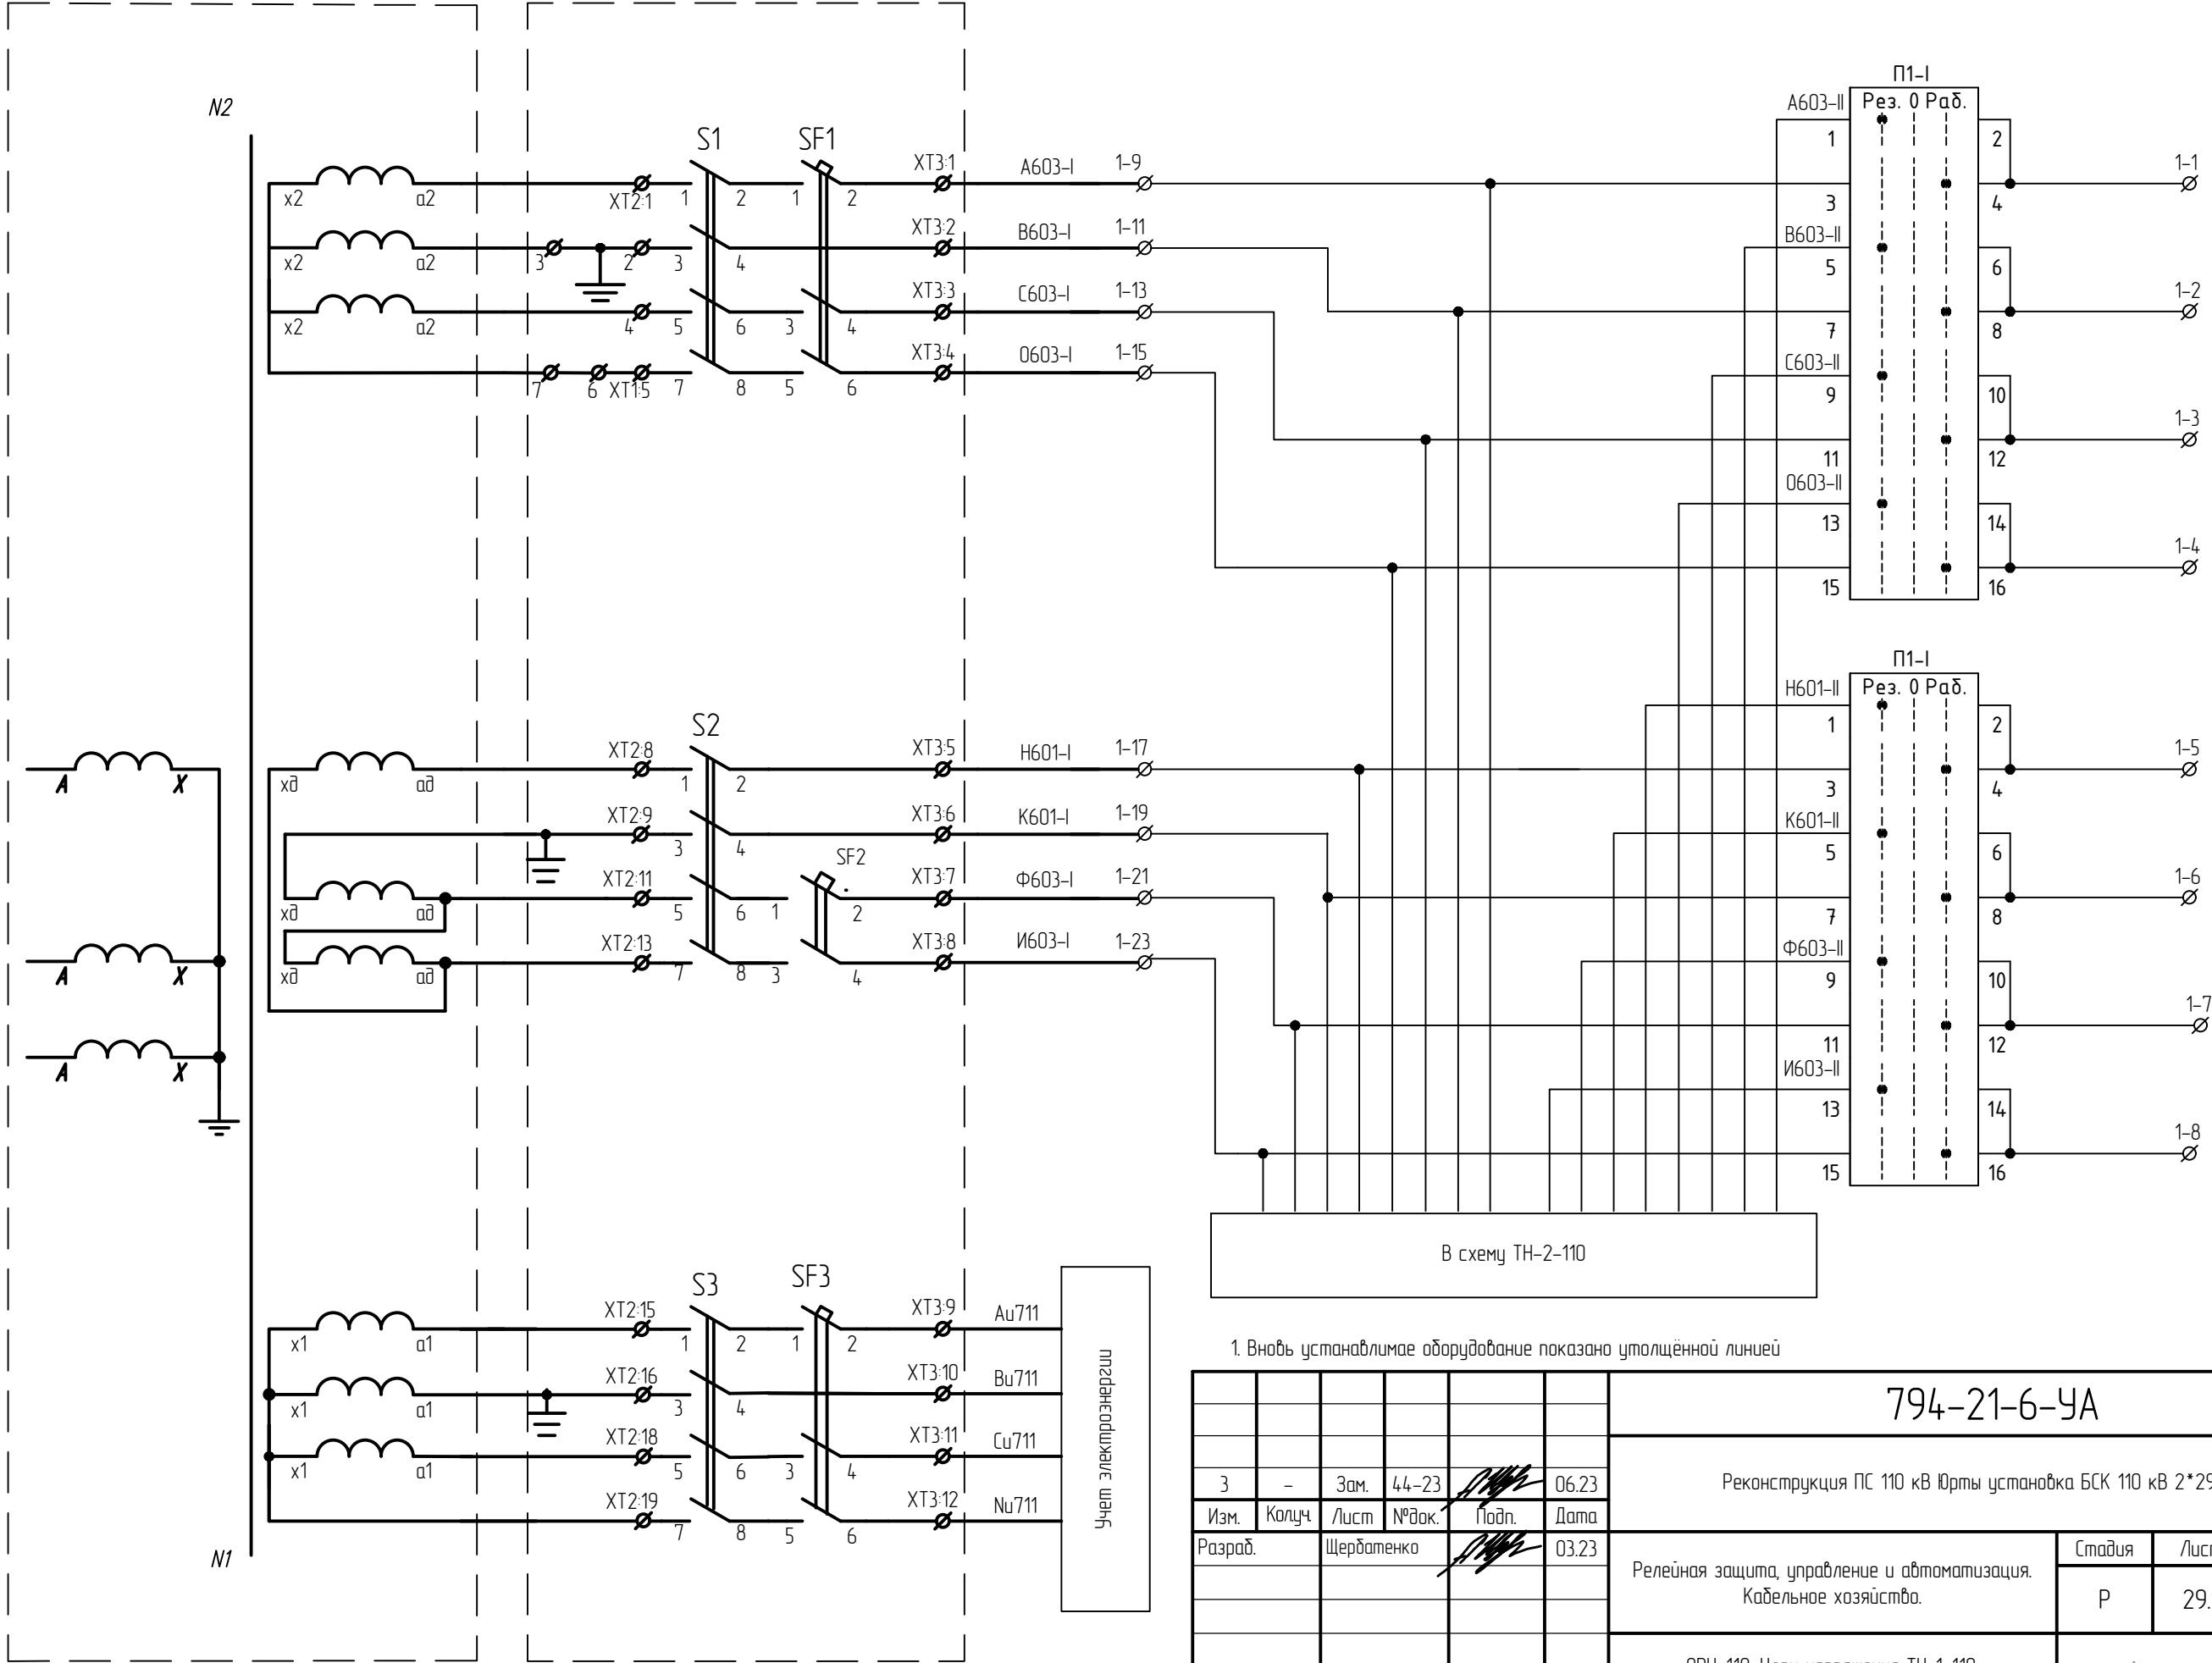 N2
S1 SF1
x2 a2 XT2:1 1 2 1 2 XT3:1 A603-I 1-9
x2 a2 3 2 3 4 XT3:2 B603-I 1-11
x2 a2 4 5 6 3 4 XT3:3 C603-I 1-13
7 6 XT1:5 7 8 5 6 XT3:4 O603-I 1-15
П1-I
Рез. 0 Раб.
A603-II
1 2
3 4
1-1
B603-II
5 6
7 8
1-2
C603-II
9 10
11 12
1-3
O603-II
13 14
15 16
1-4
A X
A X
A X
S2
xд aд XT2:8 1 2 XT3:5 Н601-I 1-17
XT2:9 3 4 XT3:6 К601-I 1-19
SF2
xд aд XT2:11 5 6 1 2 XT3:7 Ф603-I 1-21
xд aд XT2:13 7 8 3 4 XT3:8 И603-I 1-23
П1-I
Рез. 0 Раб.
Н601-II
1 2
3 4
1-5
К601-II
5 6
7 8
1-6
Ф603-II
9 10
11 12
1-7
И603-II
13 14
15 16
1-8
В схему ТН-2-110
S3 SF3
x1 a1 XT2:15 1 2 1 2 XT3:9 Au711
x1 a1 XT2:16 3 4 XT3:10 Bu711
x1 a1 XT2:18 5 6 3 4 XT3:11 Cu711
XT2:19 7 8 5 6 XT3:12 Nu711
Учет электроэнергии
N1
1. Вновь устанавлимае оборудование показано утолщённой линией
794-21-6-УА
3 - Зам. 44-23 06.23
Изм. Кол.уч Лист №док. Подп. Дата
Реконструкция ПС 110 кВ Юрты установка БСК 110 кВ 2*29
Разраб. Щербатенко 03.23
Релейная защита, управление и автоматизация.
Кабельное хозяйство.
Стадия
Р 29.